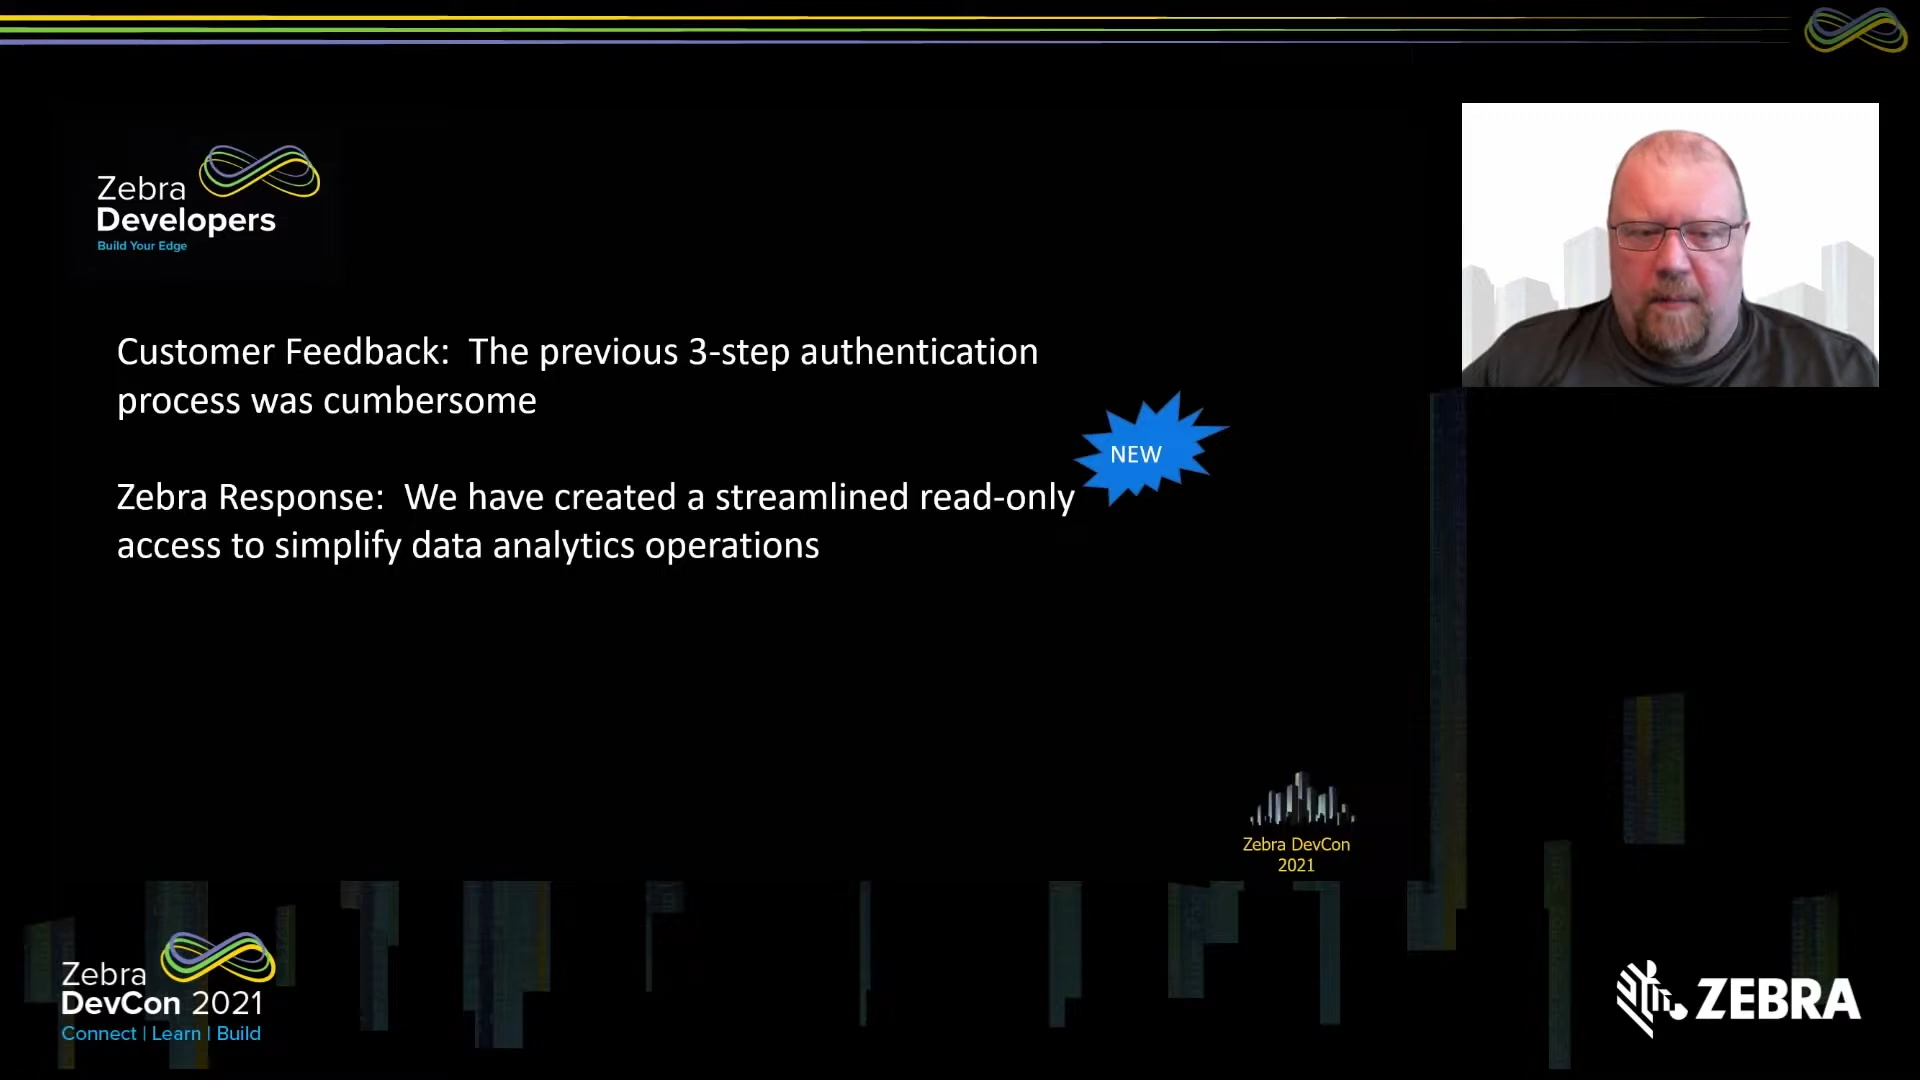 Zebra
Developers
Build Your Edge
Customer Feedback:  The previous 3-step authentication
process was cumbersome
NEW
Zebra Response:  We have created a streamlined read-only
access to simplify data analytics operations
Zebra DevCon
2021
Zebra
DevCon 2021
Connect | Learn | Build
ZEBRA